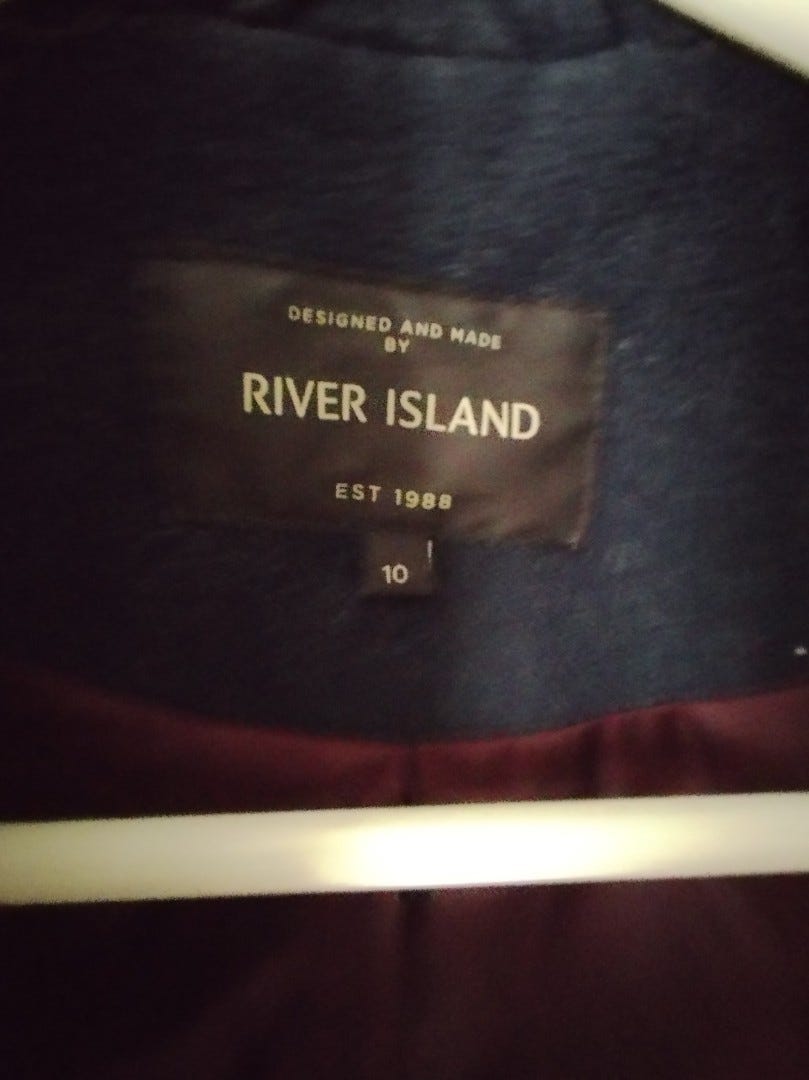 DESIGNED AND MADE
BY
RIVER ISLAND
EST 1988
10